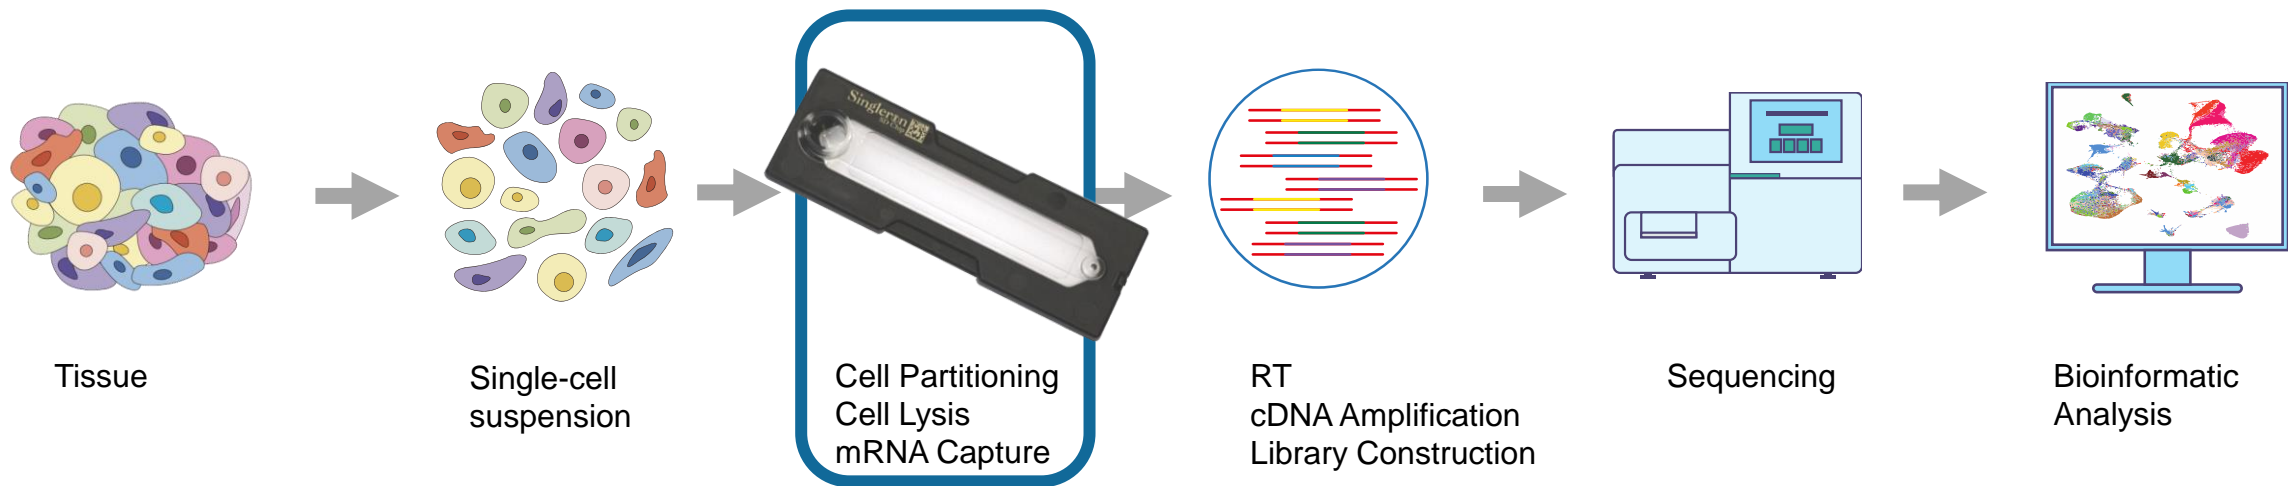 Singleron
Tissue
Single-cell
suspension
Cell Partitioning
Cell Lysis
mRNA Capture
RT
cDNA Amplification
Library Construction
Sequencing
Bioinformatic
Analysis